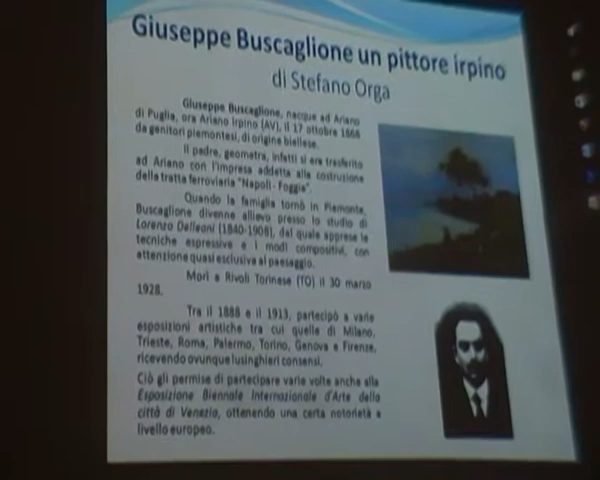 Giuseppe Buscaglione un pittore irpino
di Stefano Orga
Giuseppe Buscaglione, nacque ad Ariano
di Puglia, ora Ariano Irpino (AV), il 17 ottobre 1868
da genitori piemontesi, di origine biellese.
Il padre, geometra, infatti si era trasferito
ad Ariano con l'impresa addetta alla costruzione
della tratta ferroviaria "Napoli - Foggia".
Quando la famiglia tornò in Piemonte,
Buscaglione divenne allievo presso lo studio di
Lorenzo Delleani (1840-1908), dal quale apprese le
tecniche espressive e i modi compositivi, con
attenzione quasi esclusiva al paesaggio.
Morì a Rivoli Torinese (TO) il 30 marzo
1928.
Tra il 1888 e il 1913, partecipò a varie
esposizioni artistiche tra cui quelle di Milano,
Trieste, Roma, Palermo, Torino, Genova e Firenze,
ricevendo ovunque lusinghieri consensi.
Ciò gli permise di partecipare varie volte anche alla
Esposizione Biennale Internazionale d'Arte della
città di Venezia, ottenendo una certa notorietà a
livello europeo.